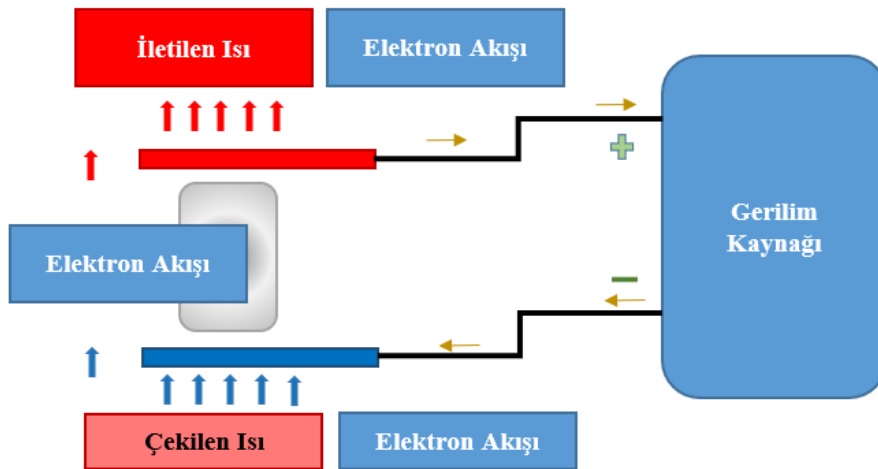 İletilen Isı
Elektron Akışı
+
Gerilim
Kaynağı
Elektron Akışı
−
Çekilen Isı
Elektron Akışı